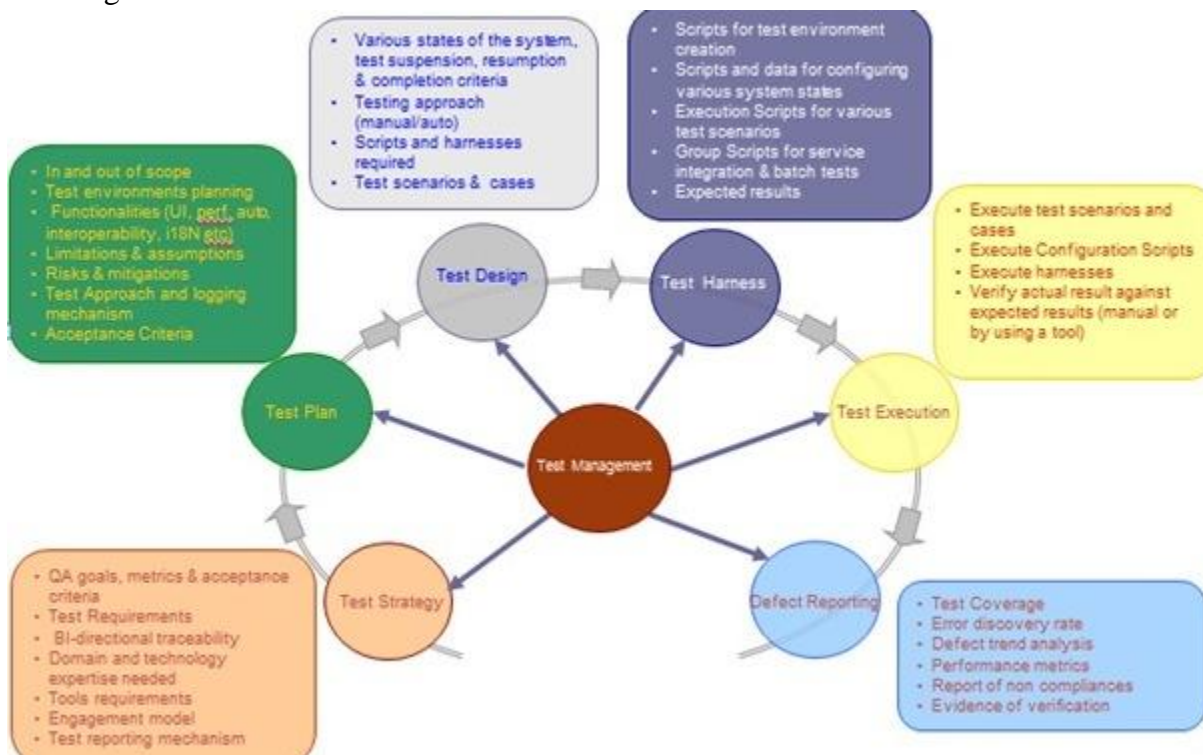 • Various states of the system,
test suspension, resumption
& completion criteria
• Testing approach
(manual/auto)
• Scripts and harnesses
required
• Test scenarios & cases
• Scripts for test environment
creation
• Scripts and data for configuring
various system states
• Execution Scripts for various
test scenarios
• Group Scripts for service
integration & batch tests
• Expected results
• In and out of scope
• Test environments planning
• Functionalities (UI, perf, auto,
interoperability, i18N etc)
• Limitations & assumptions
• Risks & mitigations
• Test Approach and logging
mechanism
• Acceptance Criteria
• Execute test scenarios and
cases
• Execute Configuration Scripts
• Execute harnesses
• Verify actual result against
expected results (manual or
by using a tool)
Test Design
Test Harness
Test Plan
Test Execution
Test Management
Test Strategy
Defect Reporting
• QA goals, metrics & acceptance
criteria
• Test Requirements
• BI-directional traceability
• Domain and technology
expertise needed
• Tools requirements
• Engagement model
• Test reporting mechanism
• Test Coverage
• Error discovery rate
• Defect trend analysis
• Performance metrics
• Report of non compliances
• Evidence of verification